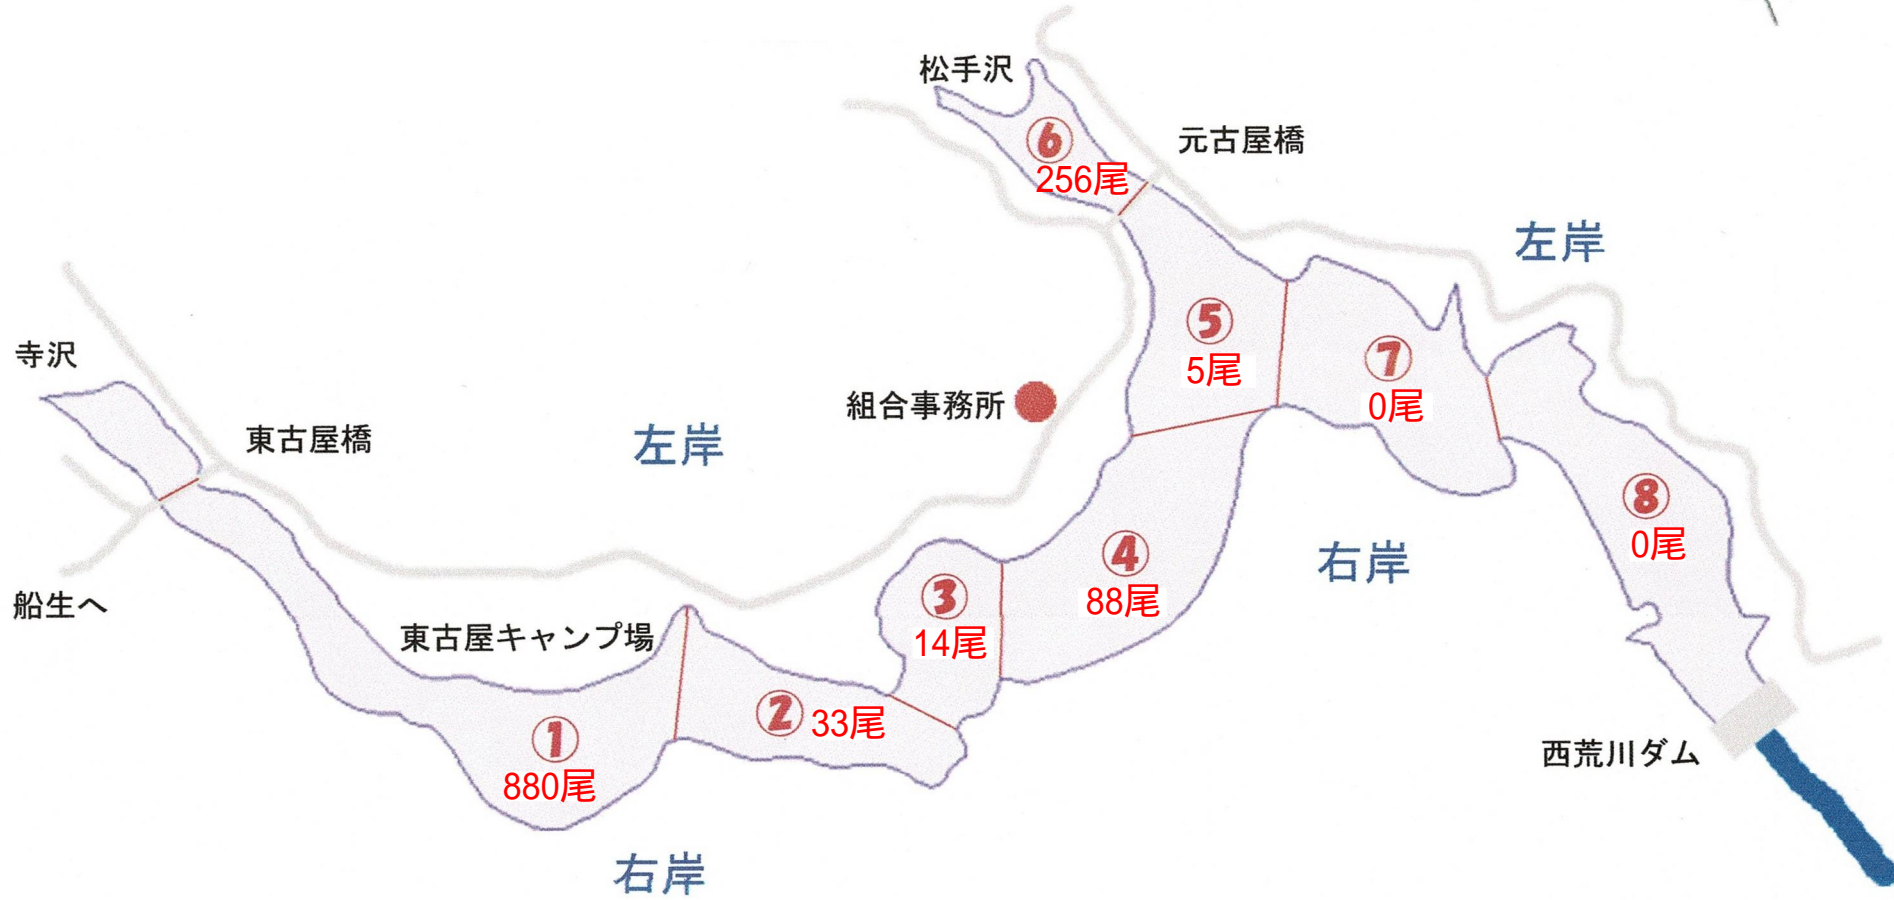 松手沢
元古屋橋
⑥
256尾
左岸
⑤
5尾
⑦
0尾
寺沢
組合事務所
東古屋橋
左岸
⑧
0尾
④
88尾
右岸
船生へ
③
14尾
東古屋キャンプ場
②
33尾
①
880尾
西荒川ダム
右岸